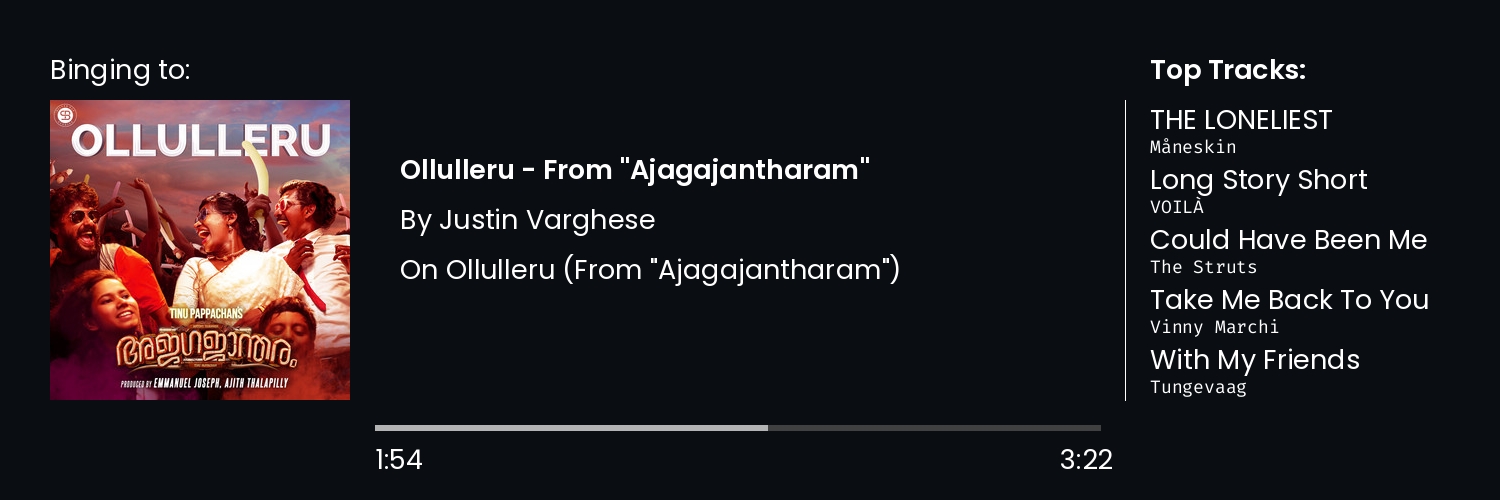 Binging to:
OLLULLERU
TINU PAPPACHANS
അജഗജാന്തരം
PRODUCED BY EMMANUEL JOSEPH, AJITH THALAPILLY
Ollulleru - From "Ajagajantharam"
By Justin Varghese
On Ollulleru (From "Ajagajantharam")
1:54
3:22
Top Tracks:
THE LONELIEST
Måneskin
Long Story Short
VOILÀ
Could Have Been Me
The Struts
Take Me Back To You
Vinny Marchi
With My Friends
Tungevaag